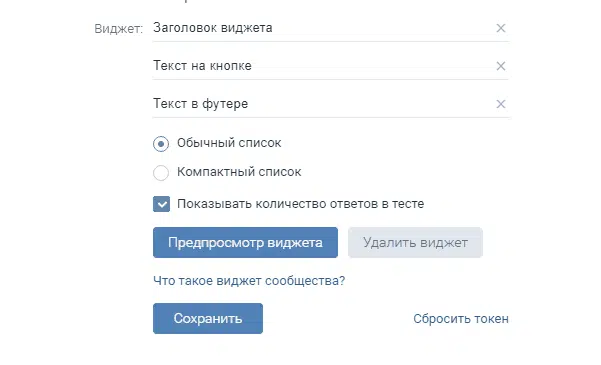 Виджет: Заголовок виджета
Текст на кнопке
Текст в футере
Обычный список
Компактный список
Показывать количество ответов в тесте
Предпросмотр виджета Удалить виджет
Что такое виджет сообщества?
Сохранить Сбросить токен